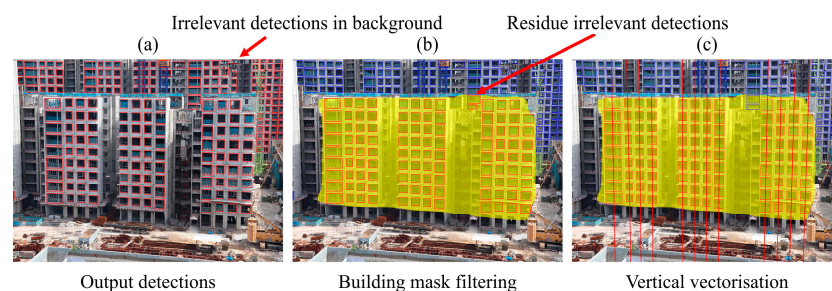 Irrelevant detections in background
Residue irrelevant detections
(a)
(b)
(c)
Output detections
Building mask filtering
Vertical vectorisation